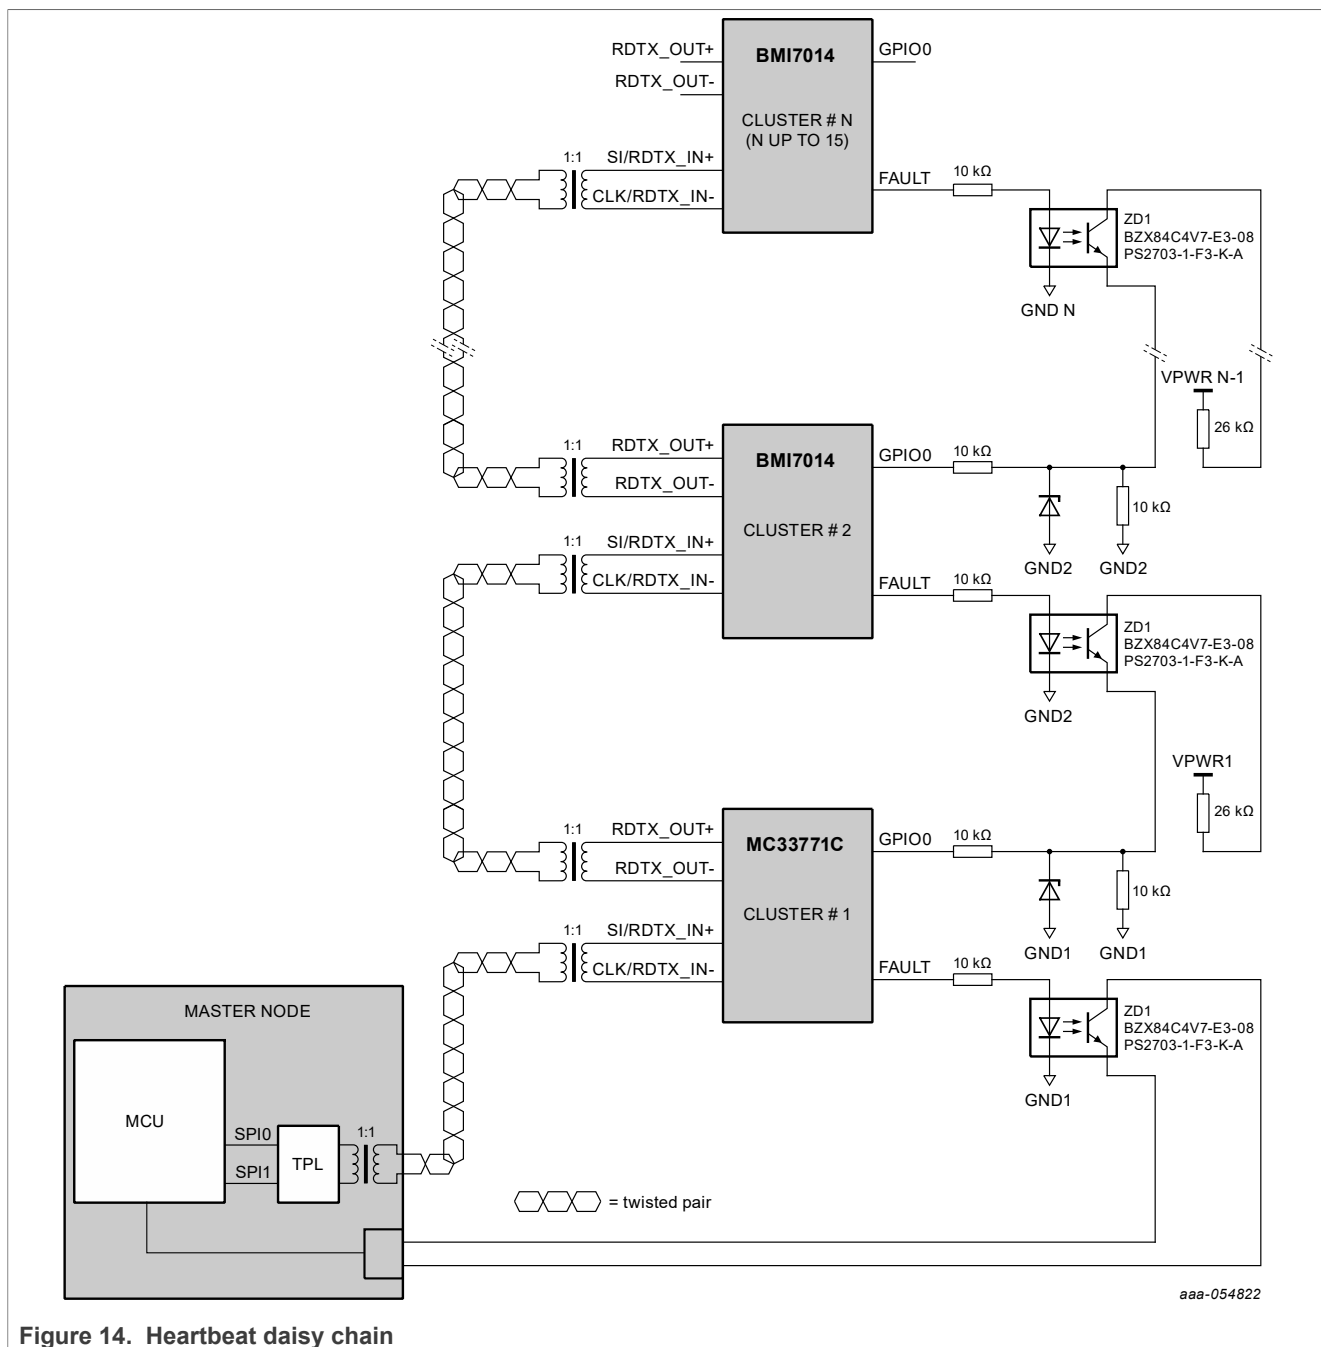 RDTX_OUT+
BMI7014
GPIO0
RDTX_OUT-
CLUSTER # N
(N UP TO 15)
1:1
SI/RDTX_IN+
CLK/RDTX_IN-
FAULT
10 kΩ
ZD1
BZX84C4V7-E3-08
PS2703-1-F3-K-A
GND N
VPWR N-1
26 kΩ
1:1
RDTX_OUT+
RDTX_OUT-
BMI7014
GPIO0
10 kΩ
10 kΩ
CLUSTER # 2
1:1
SI/RDTX_IN+
CLK/RDTX_IN-
GND2
GND2
FAULT
10 kΩ
ZD1
BZX84C4V7-E3-08
PS2703-1-F3-K-A
GND2
VPWR1
26 kΩ
1:1
RDTX_OUT+
RDTX_OUT-
MC33771C
GPIO0
10 kΩ
10 kΩ
CLUSTER # 1
1:1
SI/RDTX_IN+
CLK/RDTX_IN-
GND1
GND1
FAULT
10 kΩ
ZD1
BZX84C4V7-E3-08
PS2703-1-F3-K-A
GND1
MASTER NODE
MCU
SPI0
SPI1
TPL
1:1
= twisted pair
aaa-054822
Figure 14. Heartbeat daisy chain